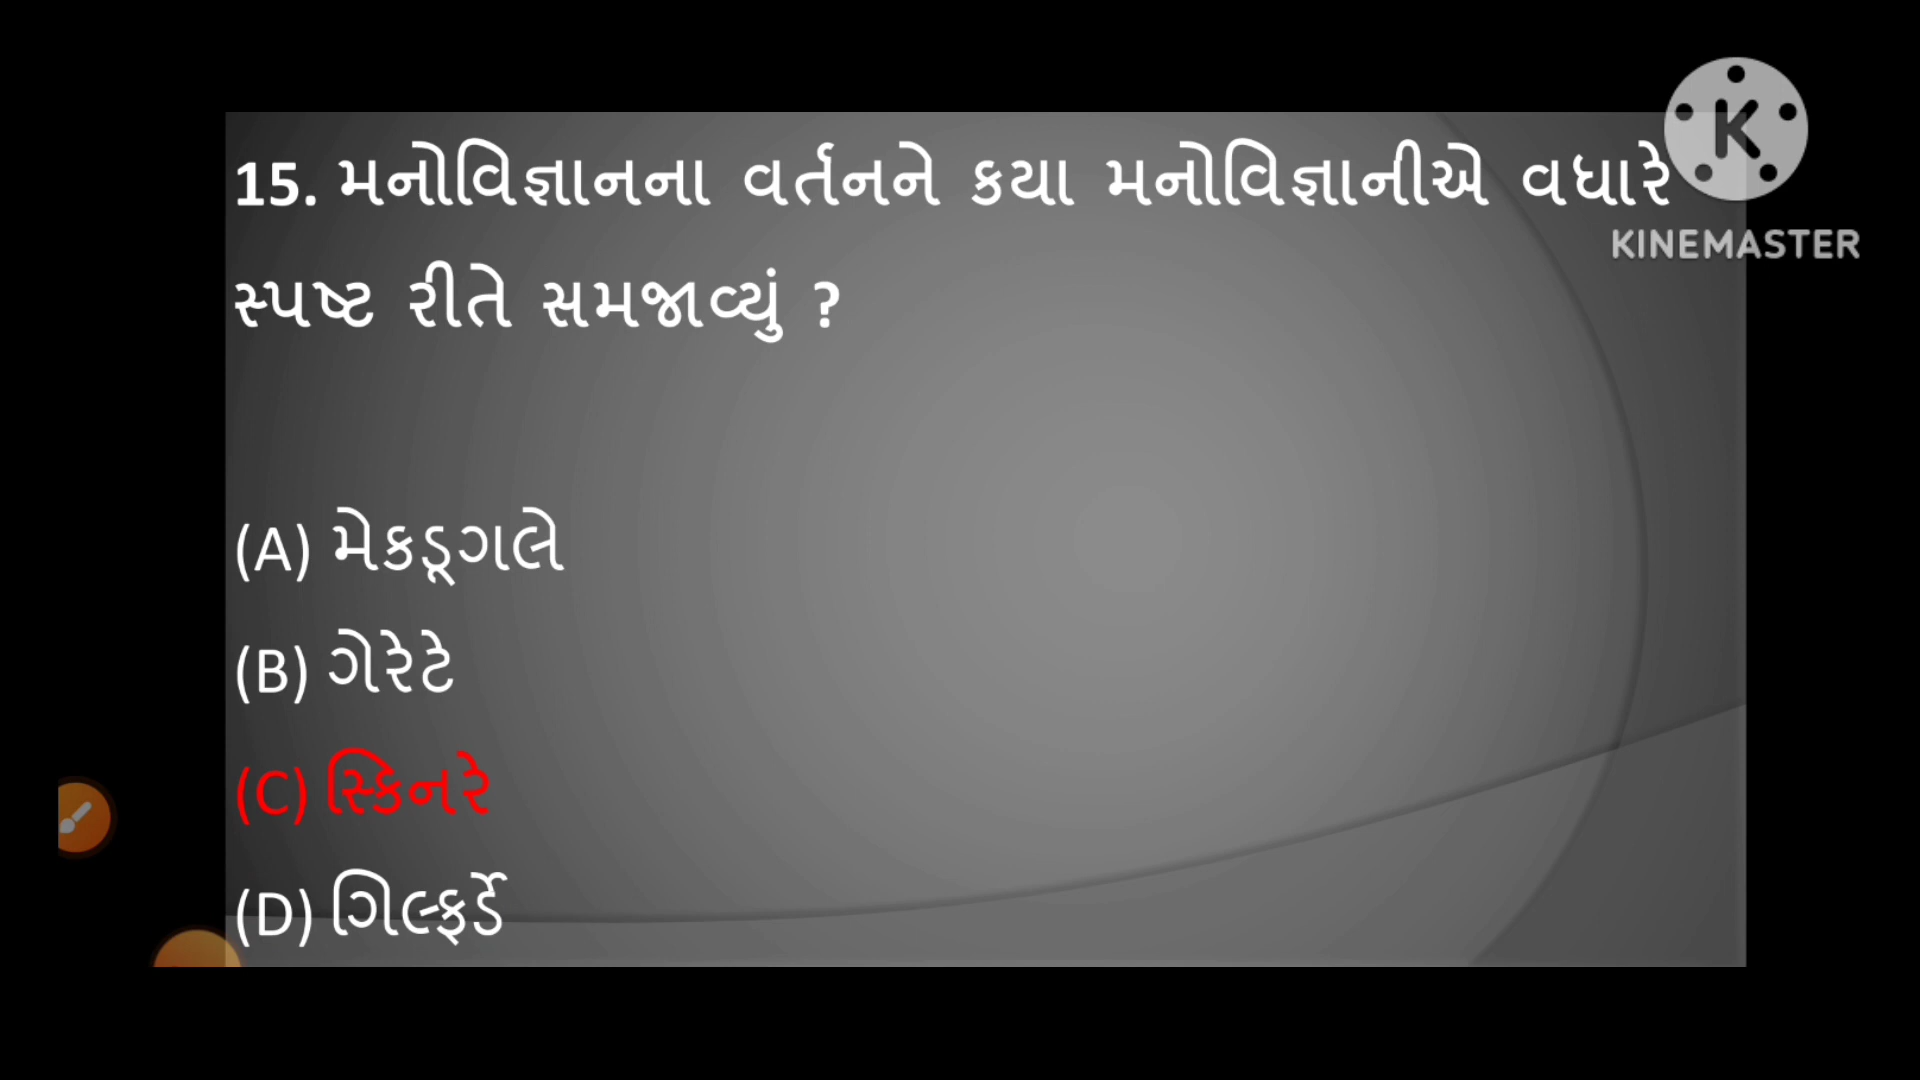 15. મનોવિજ્ઞાનના વર્તનને કયા મનોવિજ્ઞાનીએ વધારે
K
KINEMASTER
સ્પષ્ટ રીતે સમજાવ્યું ?
(A) મેકડૂગલે
(B) ગેરેટે
(C) સ્કિનરે
(D) ગિલ્ફર્ડે